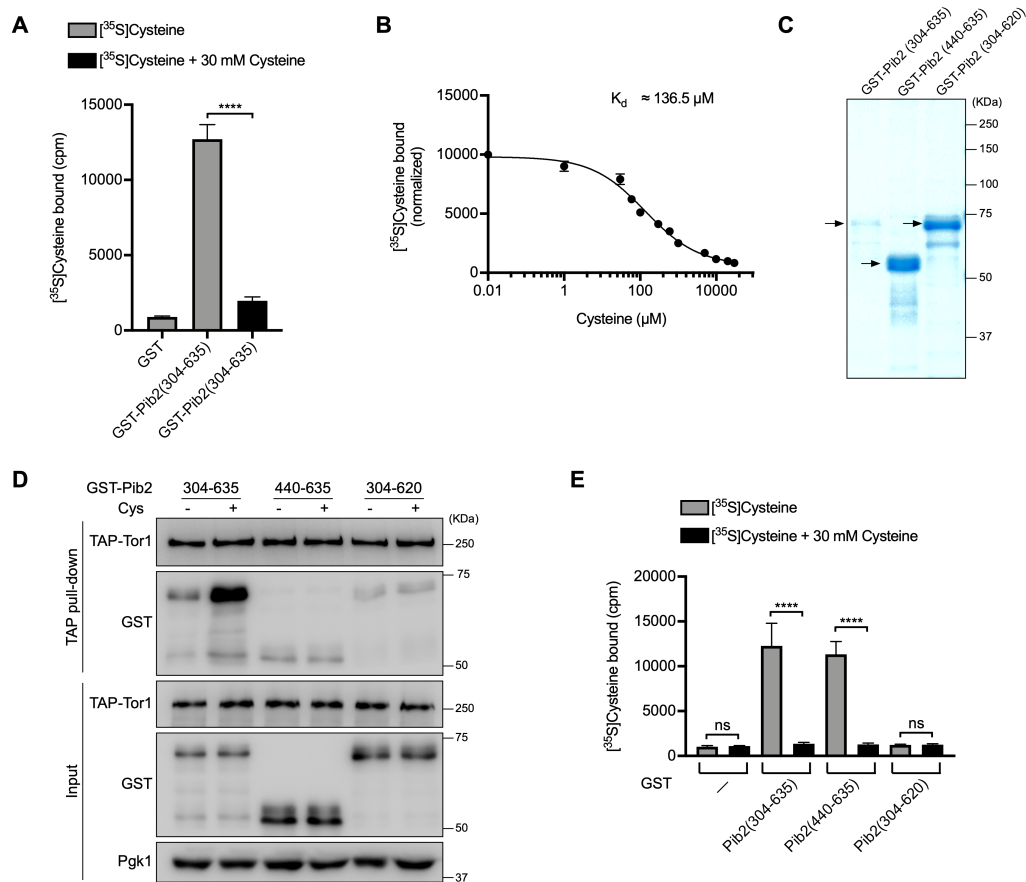 A
[³⁵S]Cysteine
[³⁵S]Cysteine + 30 mM Cysteine
[³⁵S]Cysteine bound (cpm)
15000
10000
5000
0
****
GST
GST-Pib2(304-635)
GST-Pib2(304-635)
B
K_d ≈ 136.5 µM
[³⁵S]Cysteine bound
(normalized)
15000
10000
5000
0
0.01
1
100
10000
Cysteine (µM)
C
GST-Pib2 (304-635)
GST-Pib2 (440-635)
GST-Pib2 (304-620)
(KDa)
250
150
100
75
50
37
D
GST-Pib2 304-635 440-635 304-620
Cys - + - + - +
(KDa)
TAP pull-down
TAP-Tor1
250
75
GST
50
Input
TAP-Tor1
250
75
GST
50
Pgk1
37
E
[³⁵S]Cysteine
[³⁵S]Cysteine + 30 mM Cysteine
[³⁵S]Cysteine bound (cpm)
20000
15000
10000
5000
0
ns
****
****
ns
GST
—
Pib2(304-635)
Pib2(440-635)
Pib2(304-620)